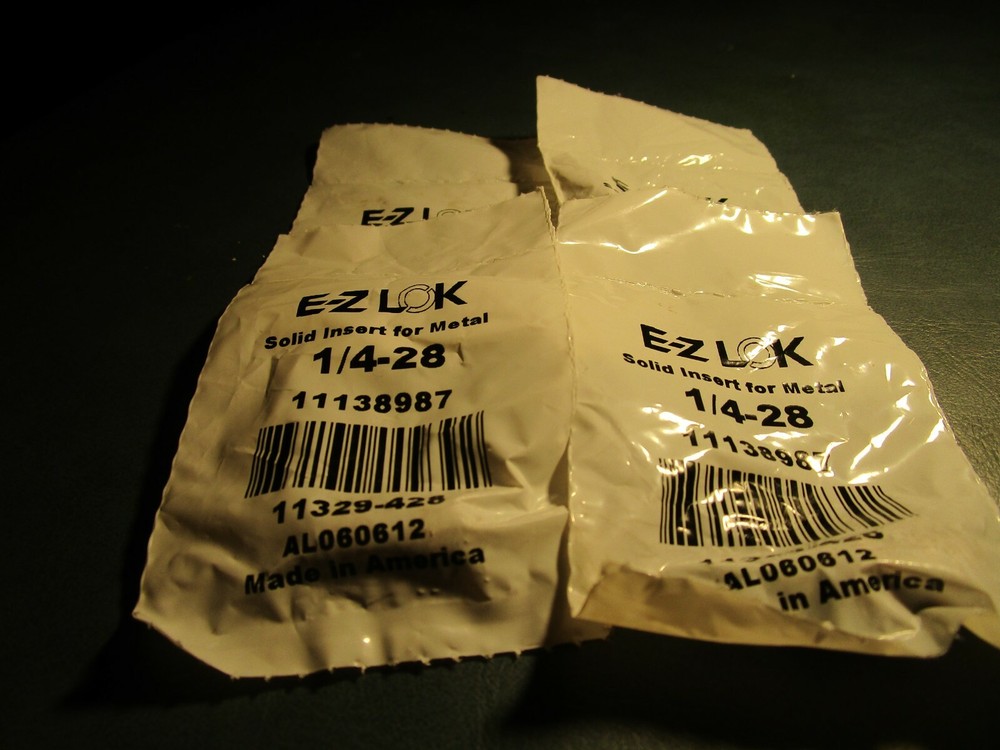 E-Z LOK
E-Z LOK
Solid Insert for Metal
1/4-28
11138987
11329-428
AL060612
Made in America
E-Z LOK
Solid Insert for Metal
1/4-28
11138987
AL060612
in America